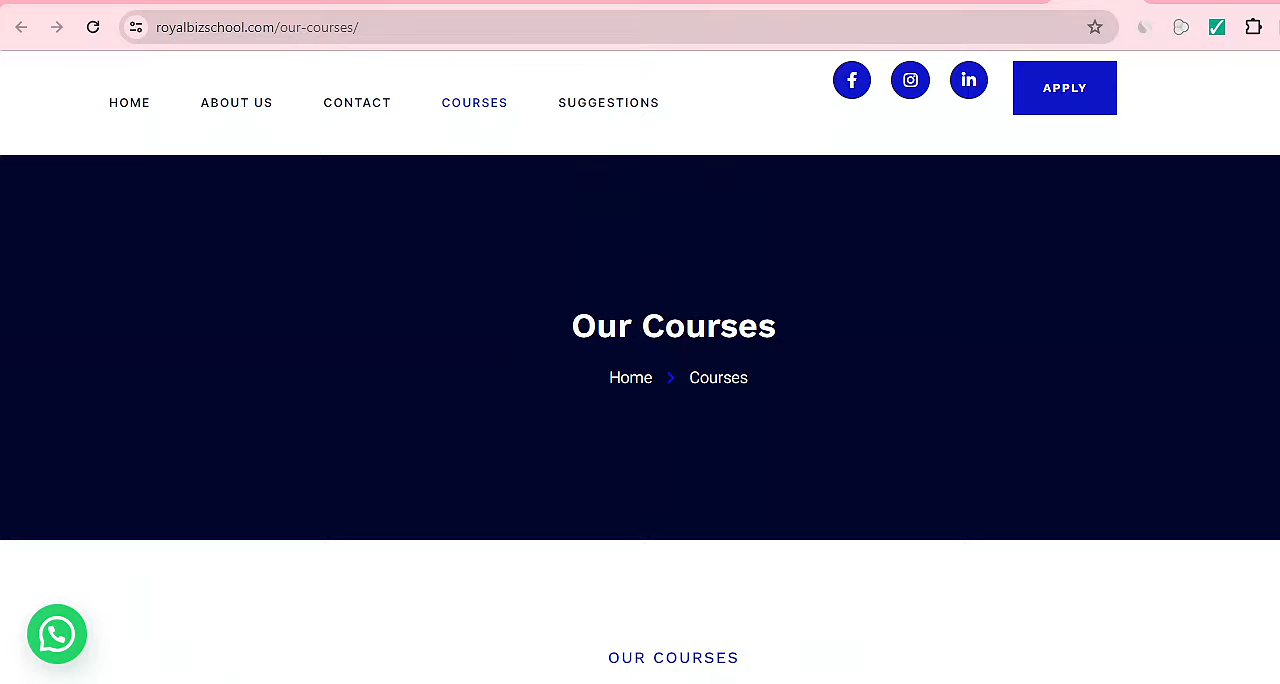 royalbizschool.com/our-courses/
HOME ABOUT US CONTACT COURSES SUGGESTIONS APPLY
Our Courses
Home Courses
OUR COURSES